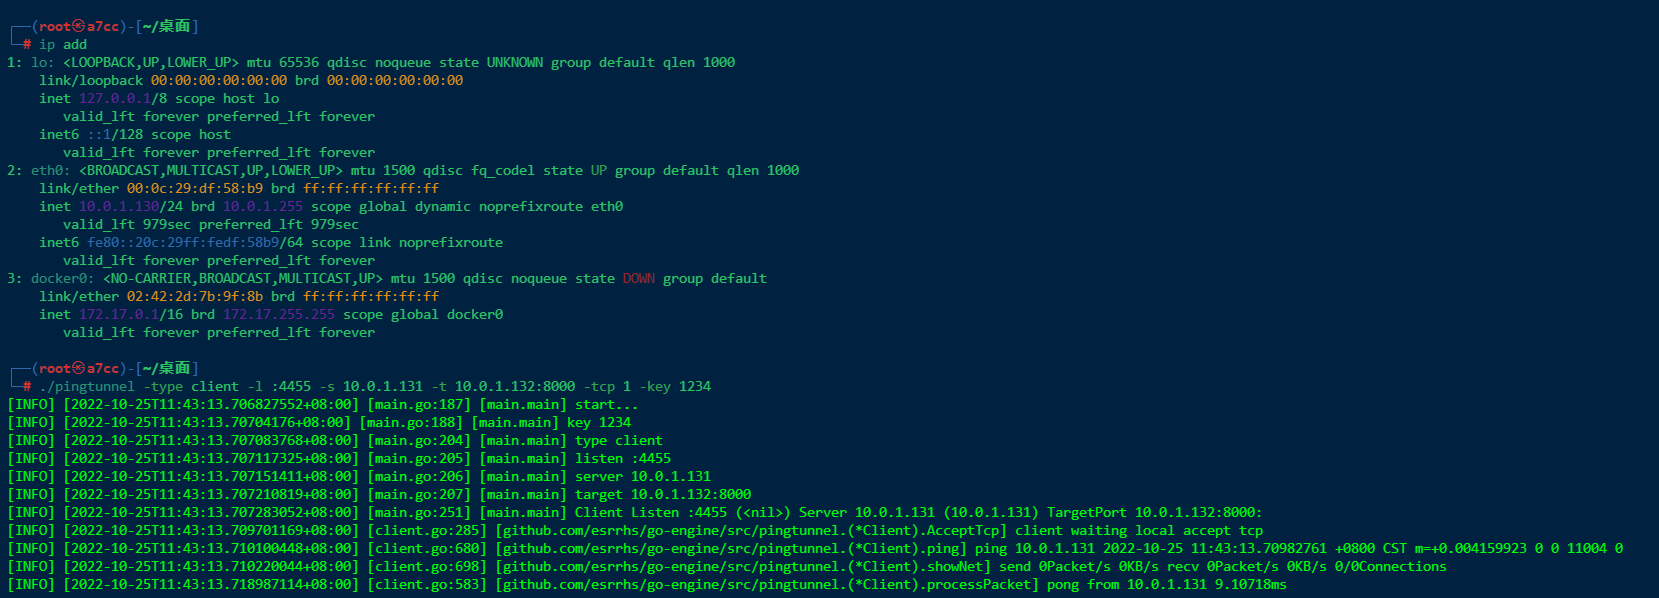 ┌──(root㉿a7cc)-[~/桌面]
└─# ip add
1: lo: <LOOPBACK,UP,LOWER_UP> mtu 65536 qdisc noqueue state UNKNOWN group default qlen 1000
    link/loopback 00:00:00:00:00:00 brd 00:00:00:00:00:00
    inet 127.0.0.1/8 scope host lo
       valid_lft forever preferred_lft forever
    inet6 ::1/128 scope host
       valid_lft forever preferred_lft forever
2: eth0: <BROADCAST,MULTICAST,UP,LOWER_UP> mtu 1500 qdisc fq_codel state UP group default qlen 1000
    link/ether 00:0c:29:df:58:b9 brd ff:ff:ff:ff:ff:ff
    inet 10.0.1.130/24 brd 10.0.1.255 scope global dynamic noprefixroute eth0
       valid_lft 979sec preferred_lft 979sec
    inet6 fe80::20c:29ff:fedf:58b9/64 scope link noprefixroute
       valid_lft forever preferred_lft forever
3: docker0: <NO-CARRIER,BROADCAST,MULTICAST,UP> mtu 1500 qdisc noqueue state DOWN group default
    link/ether 02:42:2d:7b:9f:8b brd ff:ff:ff:ff:ff:ff
    inet 172.17.0.1/16 brd 172.17.255.255 scope global docker0
       valid_lft forever preferred_lft forever
┌──(root㉿a7cc)-[~/桌面]
└─# ./pingtunnel -type client -l :4455 -s 10.0.1.131 -t 10.0.1.132:8000 -tcp 1 -key 1234
[INFO] [2022-10-25T11:43:13.706827552+08:00] [main.go:187] [main.main] start...
[INFO] [2022-10-25T11:43:13.70704176+08:00] [main.go:188] [main.main] key 1234
[INFO] [2022-10-25T11:43:13.707083768+08:00] [main.go:204] [main.main] type client
[INFO] [2022-10-25T11:43:13.707117325+08:00] [main.go:205] [main.main] listen :4455
[INFO] [2022-10-25T11:43:13.707151411+08:00] [main.go:206] [main.main] server 10.0.1.131
[INFO] [2022-10-25T11:43:13.707210819+08:00] [main.go:207] [main.main] target 10.0.1.132:8000
[INFO] [2022-10-25T11:43:13.707283052+08:00] [main.go:251] [main.main] Client Listen :4455 (<nil>) Server 10.0.1.131 (10.0.1.131) TargetPort 10.0.1.132:8000:
[INFO] [2022-10-25T11:43:13.709701169+08:00] [client.go:285] [github.com/esrrhs/go-engine/src/pingtunnel.(*Client).AcceptTcp] client waiting local accept tcp
[INFO] [2022-10-25T11:43:13.710100448+08:00] [client.go:680] [github.com/esrrhs/go-engine/src/pingtunnel.(*Client).ping] ping 10.0.1.131 2022-10-25 11:43:13.70982761 +0800 CST m=+0.004159923 0 0 11004 0
[INFO] [2022-10-25T11:43:13.710220044+08:00] [client.go:698] [github.com/esrrhs/go-engine/src/pingtunnel.(*Client).showNet] send 0Packet/s 0KB/s recv 0Packet/s 0KB/s 0/0Connections
[INFO] [2022-10-25T11:43:13.718987114+08:00] [client.go:583] [github.com/esrrhs/go-engine/src/pingtunnel.(*Client).processPacket] pong from 10.0.1.131 9.10718ms